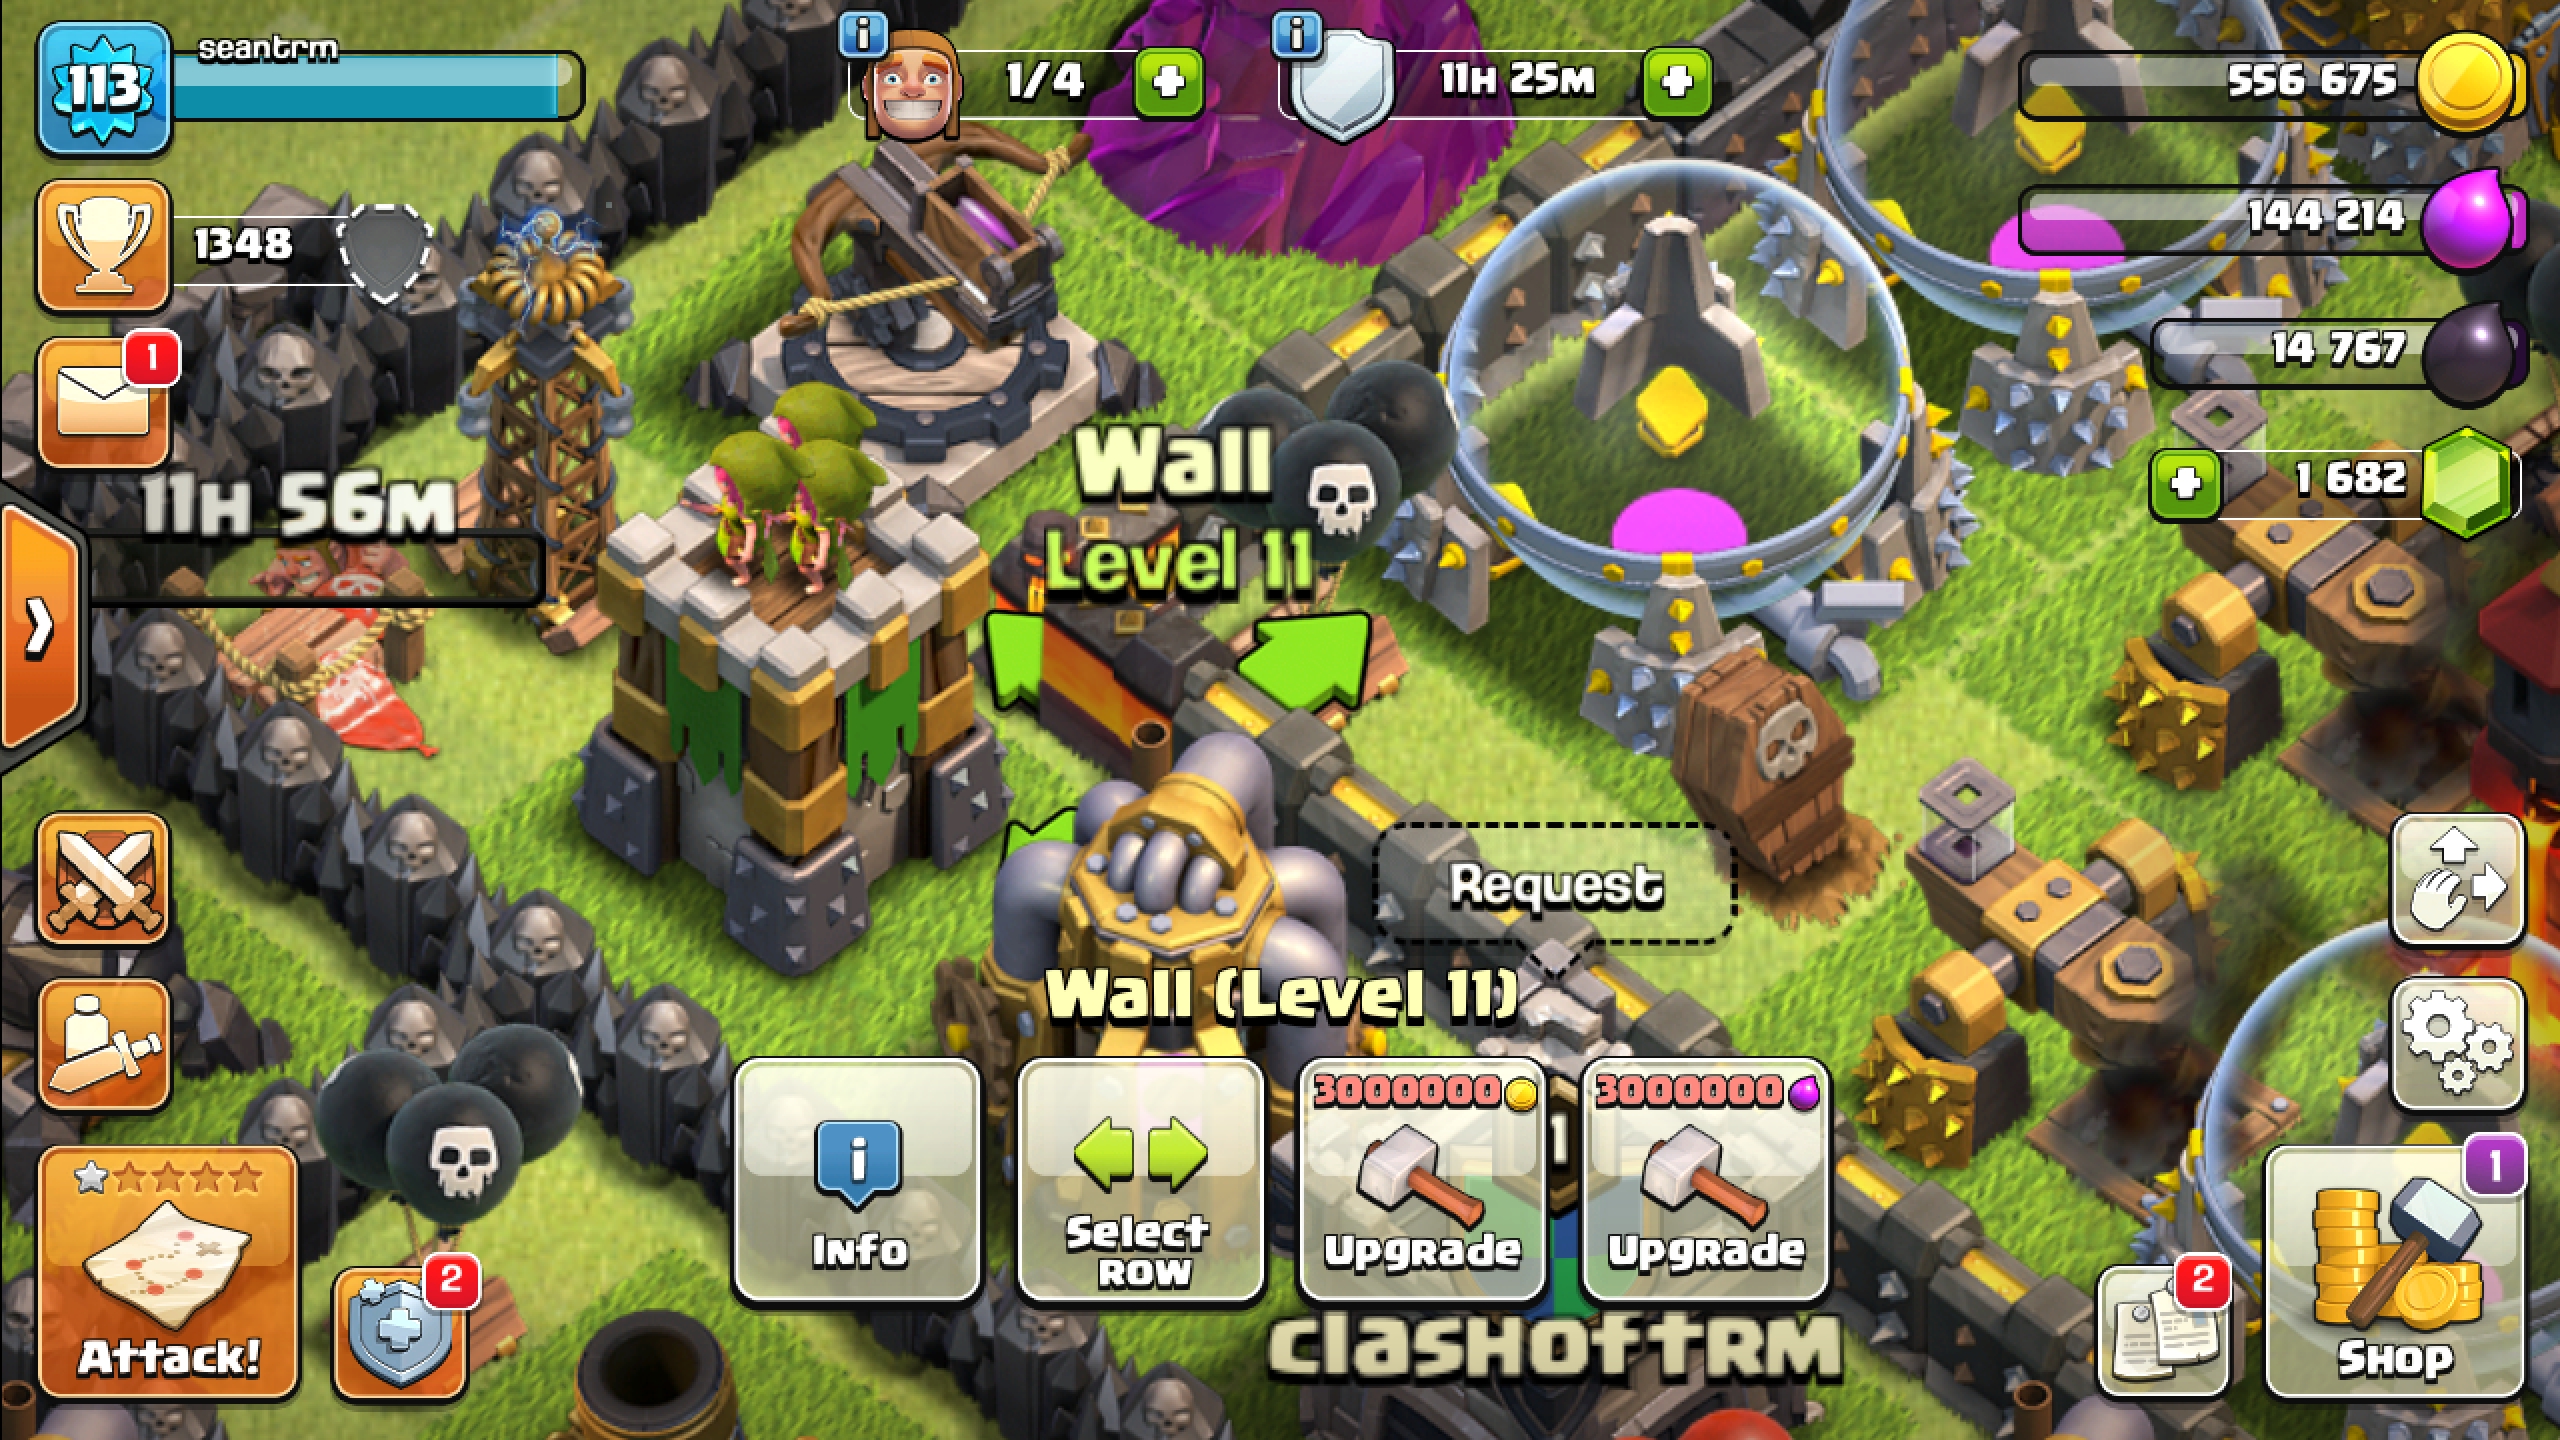 113
seantrm
1/4
11H 25M
556 675
1348
144 214
1
14 767
1 682
11H 56M
Wall
Level 11
Request
Wall (Level 11)
3000000
3000000
Info
Select
Row
Upgrade
Upgrade
1
1
Attack!
2
clashoftrm
2
Shop